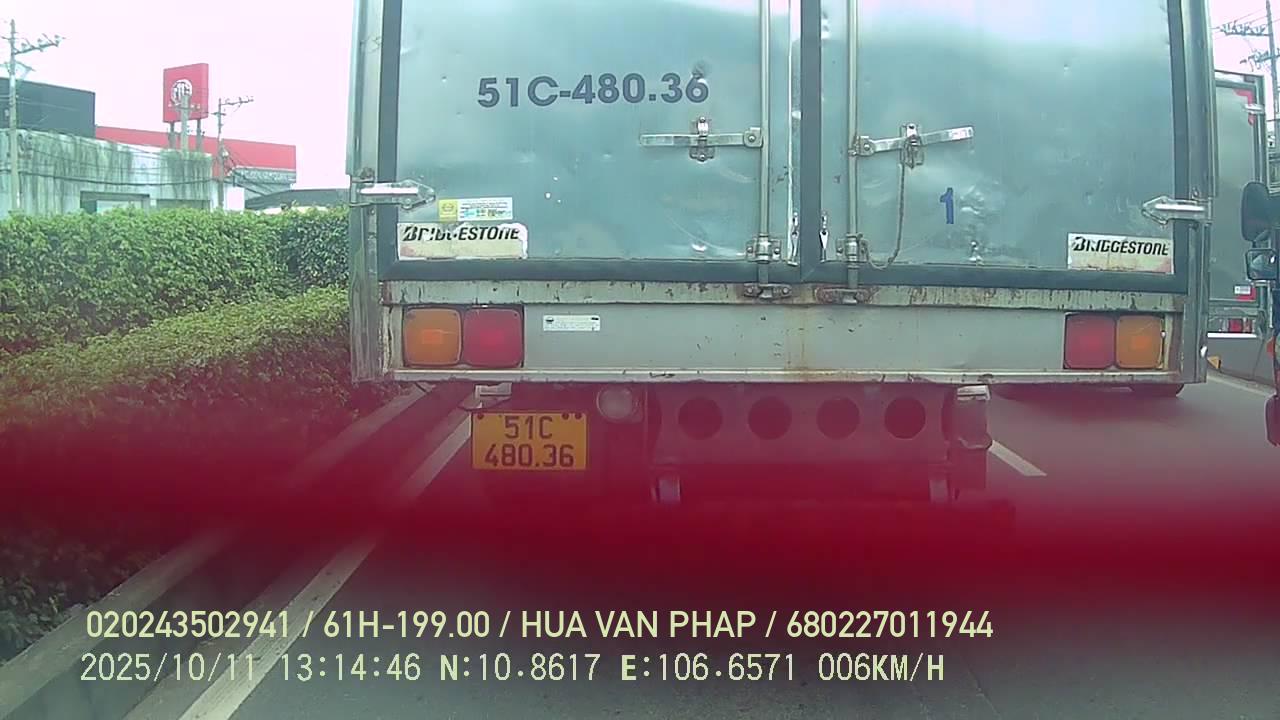 51C-480.36
1
BRIDGESTONE
BRIDGESTONE
51C
480.36
020243502941 / 61H-199.00 / HUA VAN PHAP / 680227011944
2025/10/11 13:14:46 N:10.8617 E:106.6571 006KM/H